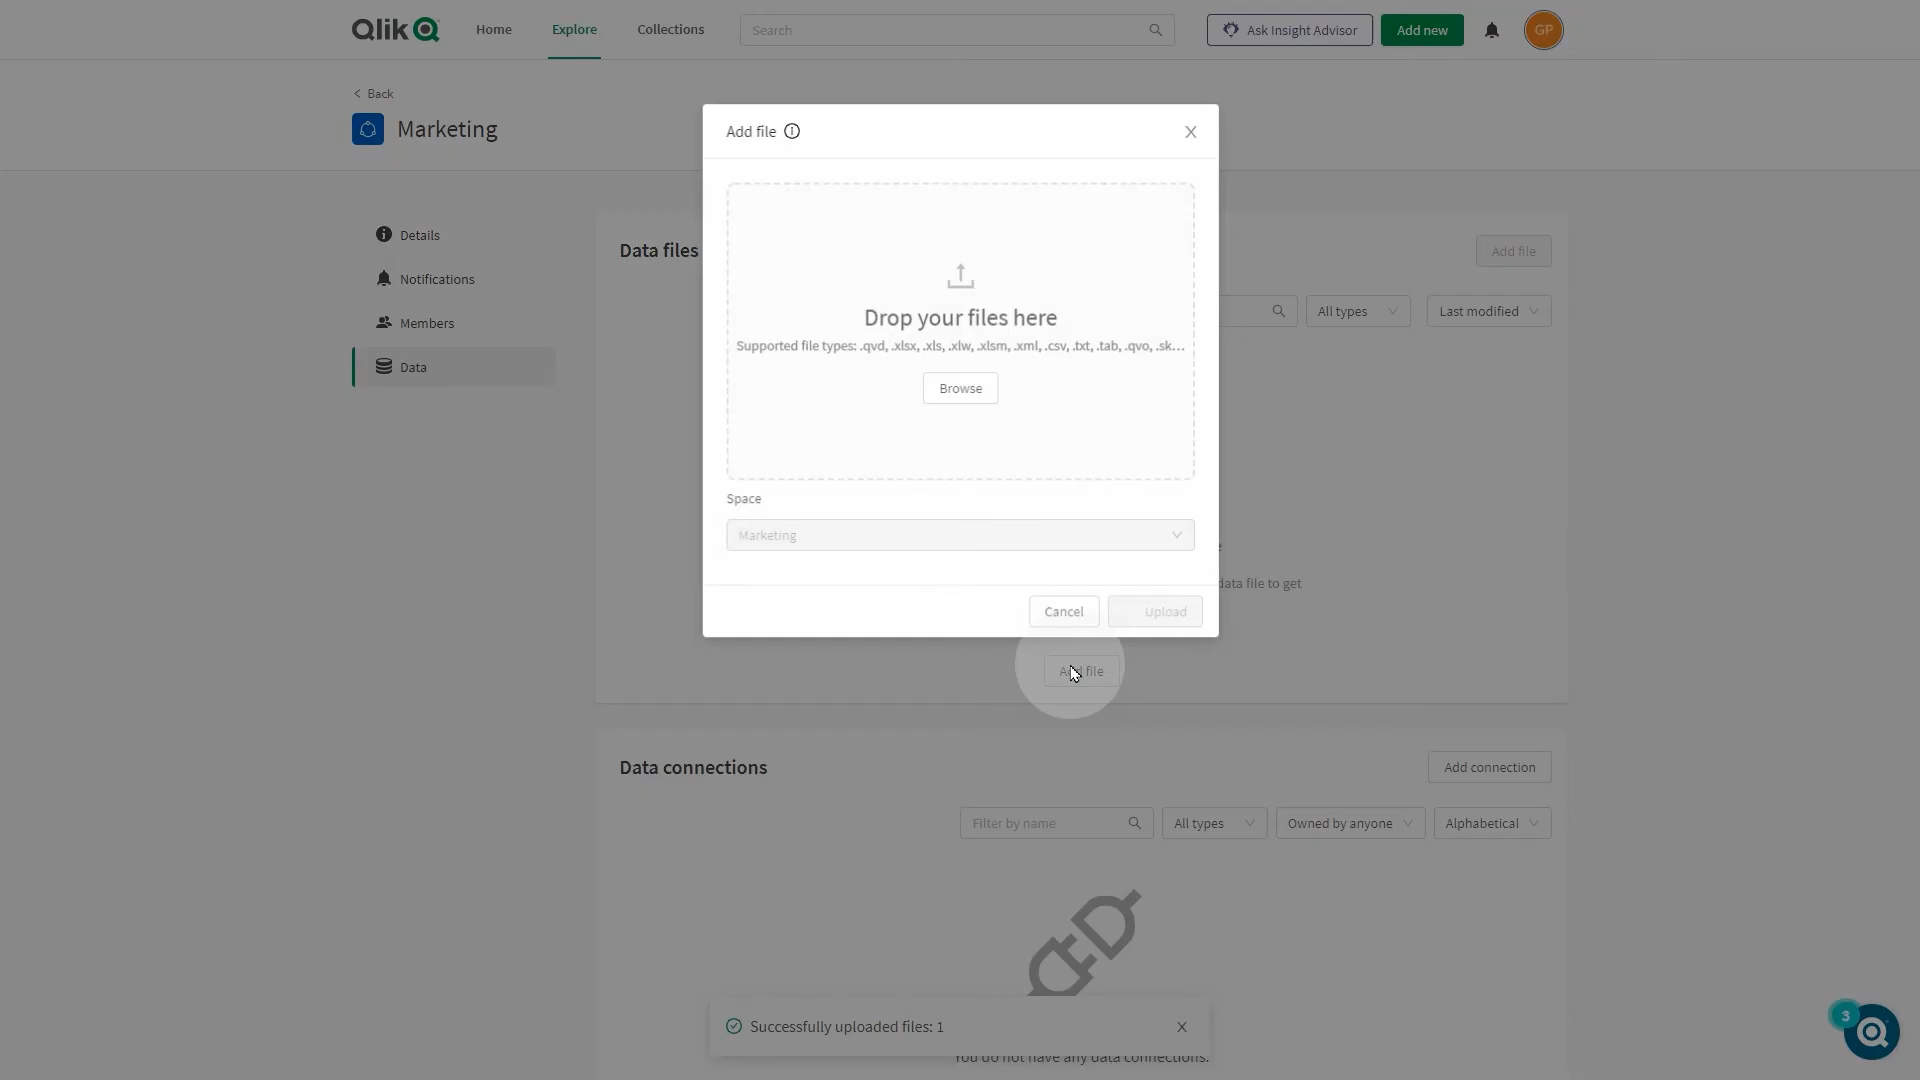 Qlik
Home
Explore
Collections
Search
Ask Insight Advisor
Add new
GP
Back
Marketing
Add file
Details
Notifications
Members
Data
Data files
Add file
All types
Last modified
Drop your files here
Supported file types: .qvd, .xlsx, .xls, .xlw, .xlsm, .xml, .csv, .txt, .tab, .qvo, .sk...
Browse
Space
Marketing
data file to get
Cancel
Upload
Add file
Data connections
Add connection
Filter by name
All types
Owned by anyone
Alphabetical
Successfully uploaded files: 1
You do not have any data connections.
3